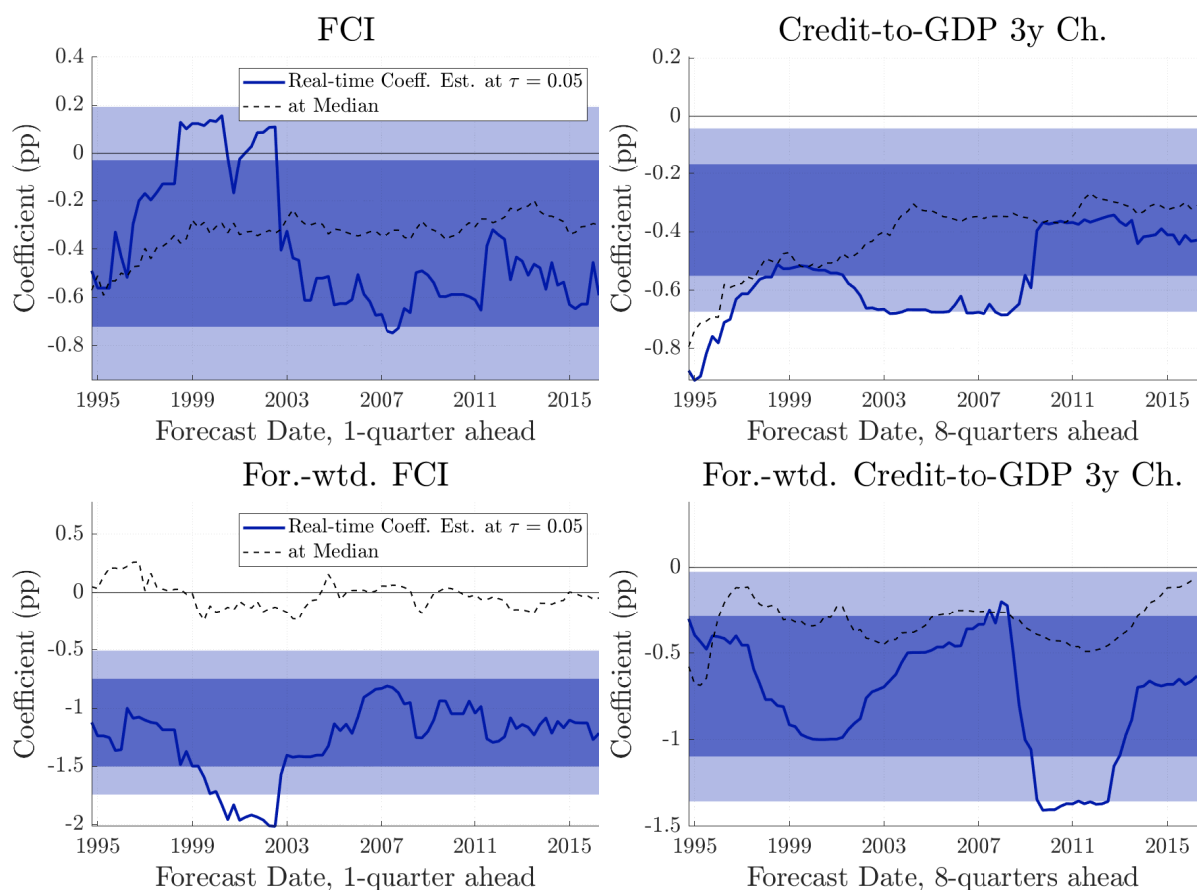 FCI
0.4
0.2
0
-0.2
-0.4
-0.6
-0.8
Coefficient (pp)
Real-time Coeff. Est. at τ = 0.05
at Median
1995 1999 2003 2007 2011 2015
Forecast Date, 1-quarter ahead
Credit-to-GDP 3y Ch.
0.2
0
-0.2
-0.4
-0.6
-0.8
Coefficient (pp)
1995 1999 2003 2007 2011 2015
Forecast Date, 8-quarters ahead
For.-wtd. FCI
0.5
0
-0.5
-1
-1.5
-2
Coefficient (pp)
Real-time Coeff. Est. at τ = 0.05
at Median
1995 1999 2003 2007 2011 2015
Forecast Date, 1-quarter ahead
For.-wtd. Credit-to-GDP 3y Ch.
0
-0.5
-1
-1.5
Coefficient (pp)
1995 1999 2003 2007 2011 2015
Forecast Date, 8-quarters ahead